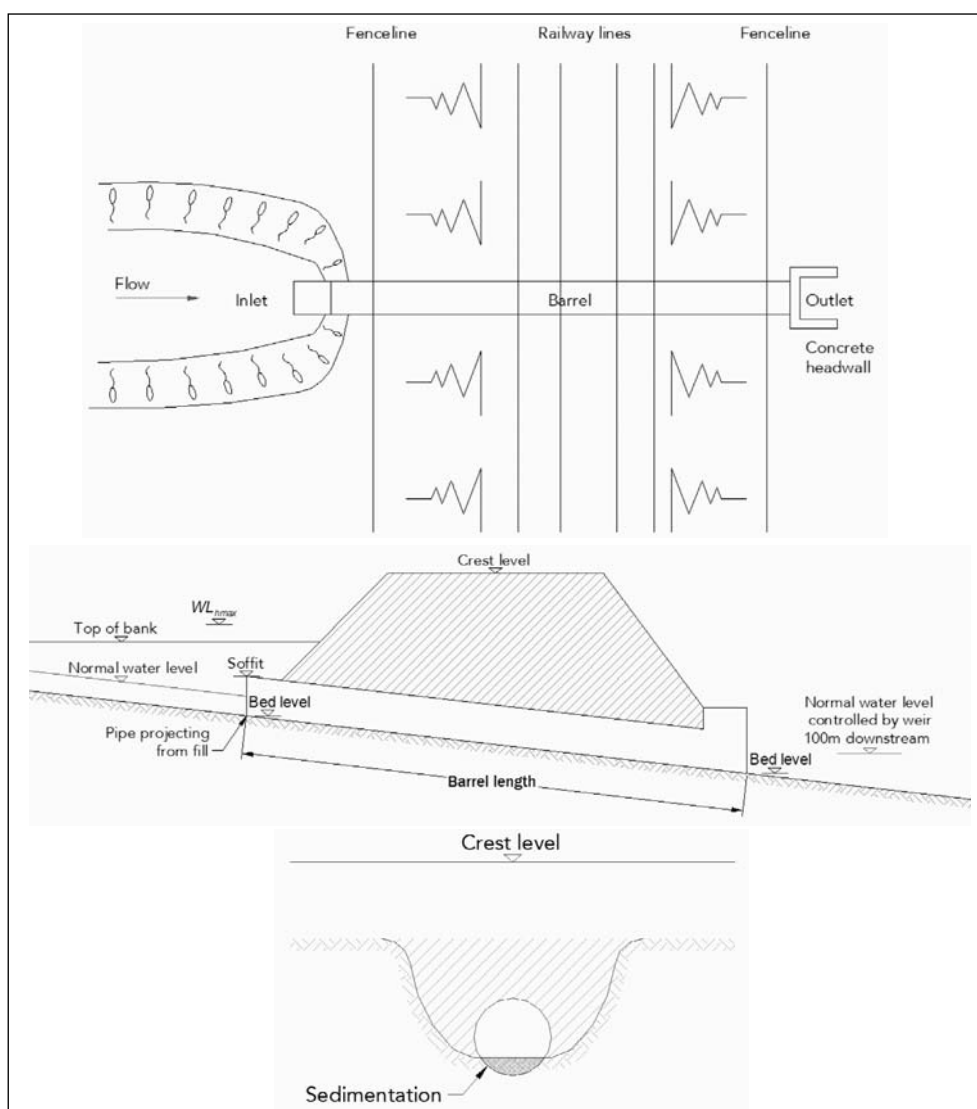 Fenceline
Railway lines
Fenceline
Flow
Inlet
Barrel
Outlet
Concrete
headwall
Crest level
WLhmax
Top of bank
Normal water level
Soffit
Bed level
Pipe projecting
from fill
Normal water level
controlled by weir
100m downstream
Bed level
Barrel length
Crest level
Sedimentation